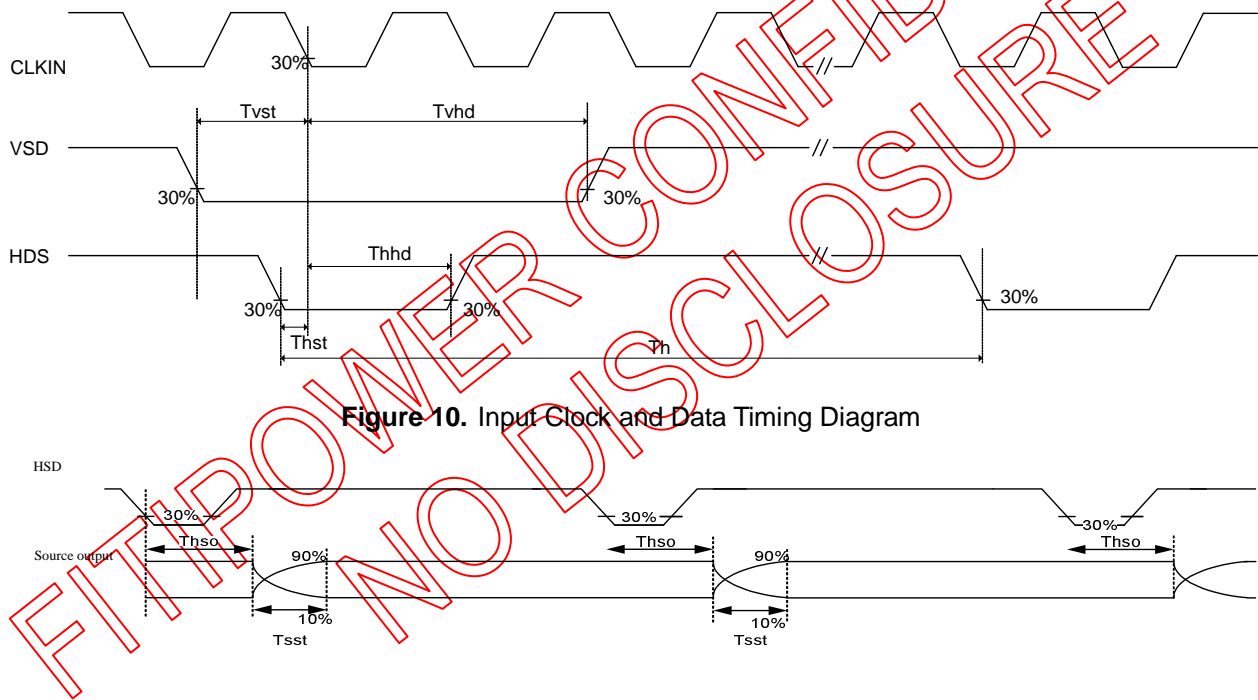 CLKIN
30%
Tvst
Tvhd
VSD
30%
30%
HDS
Thhd
30%
30%
30%
Thst
Th
Figure 10. Input Clock and Data Timing Diagram
HSD
30%
30%
30%
Thso
Thso
Thso
Source output
90%
90%
10%
10%
Tsst
Tsst
FITIPOWER CONFID
NO DISCLOSURE